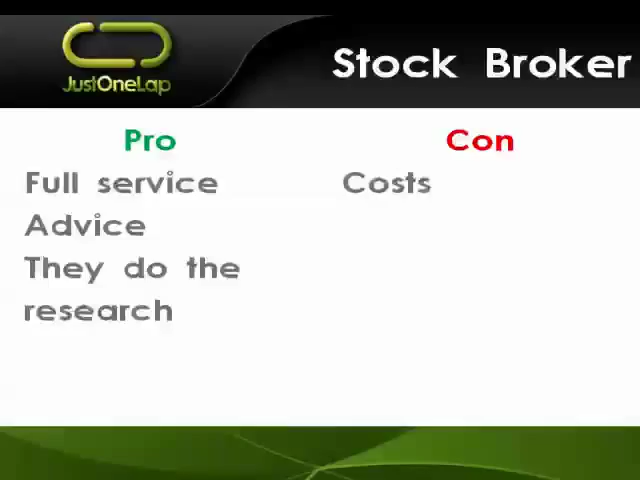 JustOneLap
Stock Broker
Pro
Full service
Advice
They do the
research
Con
Costs